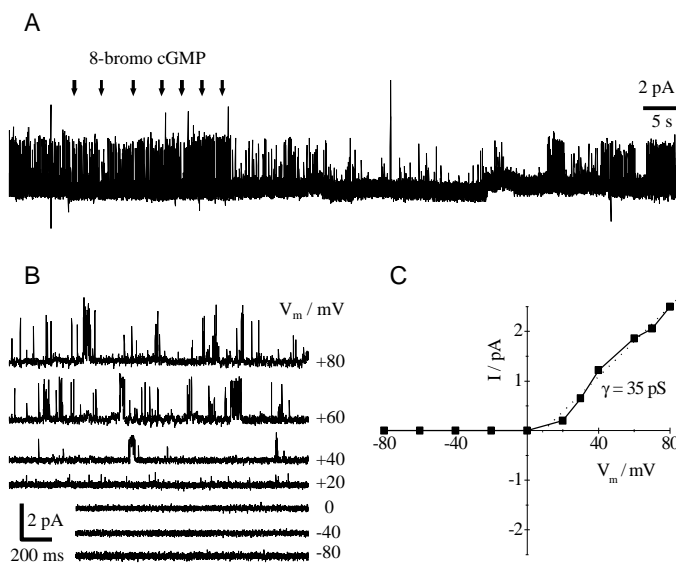 A
8-bromo cGMP
2 pA
5 s
B
V_m / mV
+80
+60
+40
+20
0
-40
-80
2 pA
200 ms
C
I / pA
2
1
-1
-2
-80
-40
0
40
80
γ = 35 pS
V_m / mV